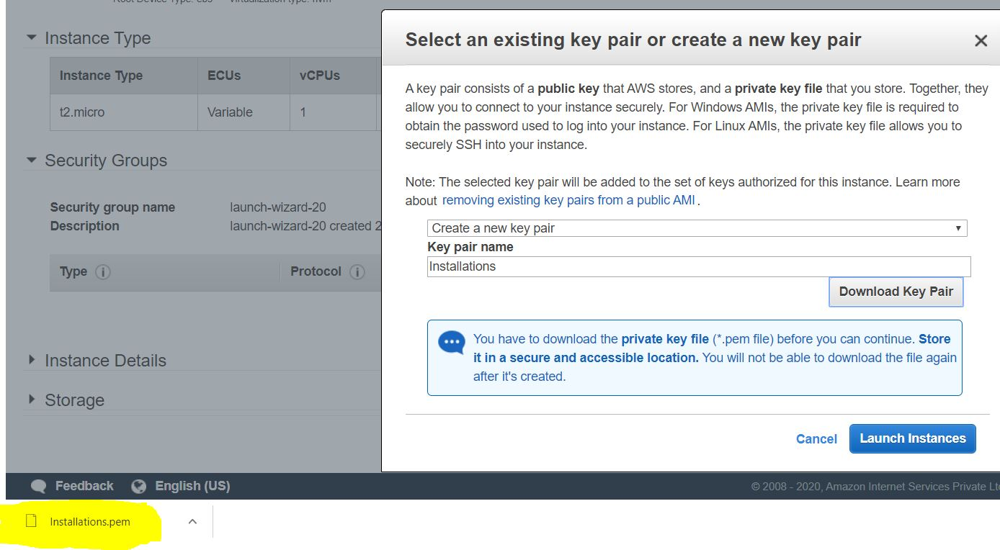 Root Device Type: ebs Virtualization type: hvm
Instance Type
Instance Type ECUs vCPUs
t2.micro Variable 1
Security Groups
Security group name launch-wizard-20
Description launch-wizard-20 created 2
Type i Protocol i
Instance Details
Storage
Select an existing key pair or create a new key pair
A key pair consists of a public key that AWS stores, and a private key file that you store. Together, they
allow you to connect to your instance securely. For Windows AMIs, the private key file is required to
obtain the password used to log into your instance. For Linux AMIs, the private key file allows you to
securely SSH into your instance.
Note: The selected key pair will be added to the set of keys authorized for this instance. Learn more
about removing existing key pairs from a public AMI .
Create a new key pair
Key pair name
Installations
Download Key Pair
You have to download the private key file (*.pem file) before you can continue. Store
it in a secure and accessible location. You will not be able to download the file again
after it's created.
Cancel Launch Instances
Feedback English (US) © 2008 - 2020, Amazon Internet Services Private
Installations.pem